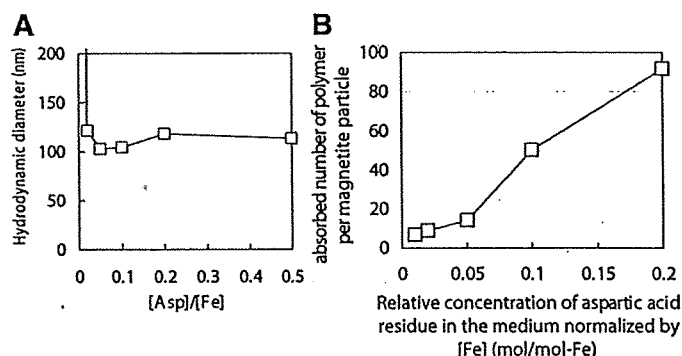 A
B
Hydrodynamic diameter (nm)
200
150
100
50
0
0
0.1
0.2
0.3
0.4
0.5
[Asp]/[Fe]
absorbed number of polymer
per magnetite particle
100
80
60
40
20
0
0
0.05
0.1
0.15
0.2
Relative concentration of aspartic acid
residue in the medium normalized by
[Fe] (mol/mol-Fe)